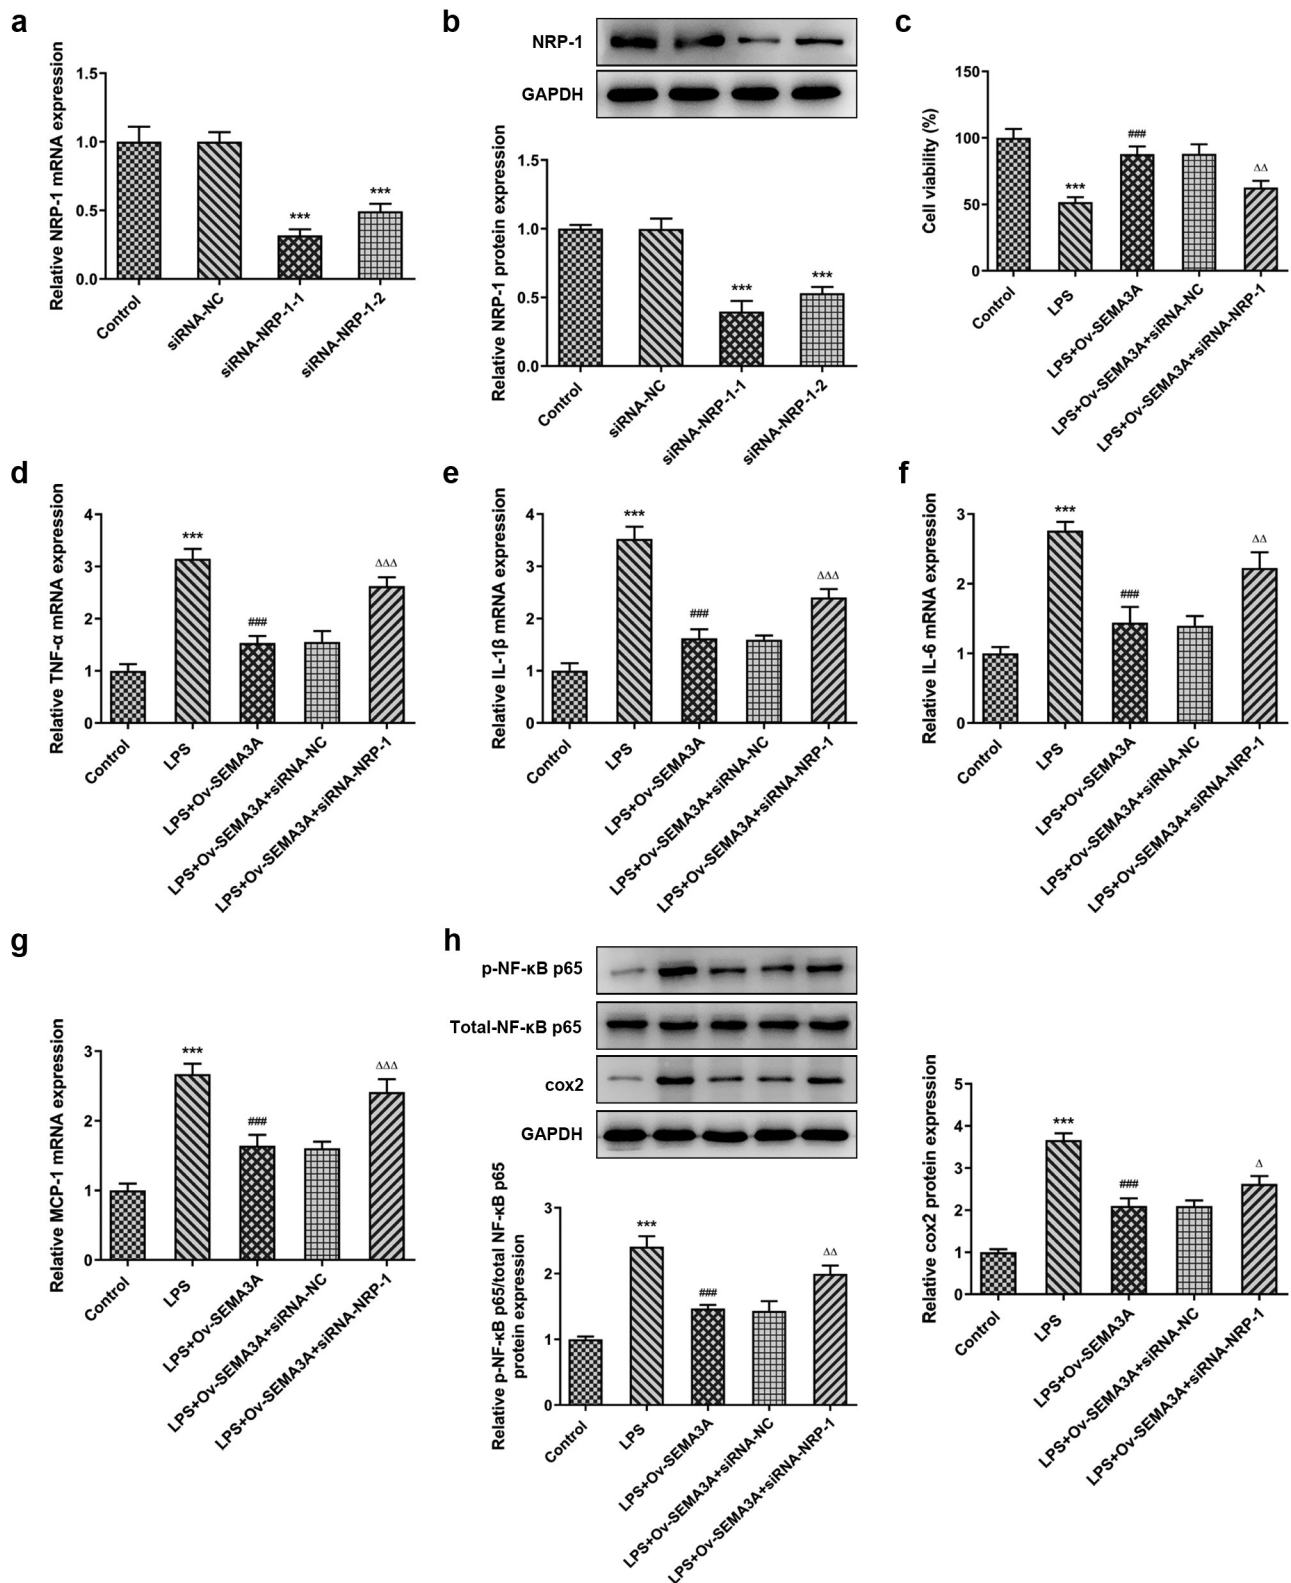 a
Relative NRP-1 mRNA expression
1.5
1.0
0.5
0.0
***
***
Control
siRNA-NC
siRNA-NRP-1-1
siRNA-NRP-1-2
b
NRP-1
GAPDH
Relative NRP-1 protein expression
1.5
1.0
0.5
0.0
***
***
Control
siRNA-NC
siRNA-NRP-1-1
siRNA-NRP-1-2
c
Cell viability (%)
150
100
50
0
***
###
ΔΔ
Control
LPS
LPS+Ov-SEMA3A
LPS+Ov-SEMA3A+siRNA-NC
LPS+Ov-SEMA3A+siRNA-NRP-1
d
Relative TNF-α mRNA expression
4
3
2
1
0
***
###
ΔΔΔ
Control
LPS
LPS+Ov-SEMA3A
LPS+Ov-SEMA3A+siRNA-NC
LPS+Ov-SEMA3A+siRNA-NRP-1
e
Relative IL-1β mRNA expression
4
3
2
1
0
***
###
ΔΔΔ
Control
LPS
LPS+Ov-SEMA3A
LPS+Ov-SEMA3A+siRNA-NC
LPS+Ov-SEMA3A+siRNA-NRP-1
f
Relative IL-6 mRNA expression
3
2
1
0
***
###
ΔΔ
Control
LPS
LPS+Ov-SEMA3A
LPS+Ov-SEMA3A+siRNA-NC
LPS+Ov-SEMA3A+siRNA-NRP-1
g
Relative MCP-1 mRNA expression
3
2
1
0
***
###
ΔΔΔ
Control
LPS
LPS+Ov-SEMA3A
LPS+Ov-SEMA3A+siRNA-NC
LPS+Ov-SEMA3A+siRNA-NRP-1
h
p-NF-κB p65
Total-NF-κB p65
cox2
GAPDH
Relative p-NF-κB p65/total NF-κB p65
protein expression
3
2
1
0
***
###
ΔΔ
Control
LPS
LPS+Ov-SEMA3A
LPS+Ov-SEMA3A+siRNA-NC
LPS+Ov-SEMA3A+siRNA-NRP-1
Relative cox2 protein expression
5
4
3
2
1
0
***
###
Δ
Control
LPS
LPS+Ov-SEMA3A
LPS+Ov-SEMA3A+siRNA-NC
LPS+Ov-SEMA3A+siRNA-NRP-1